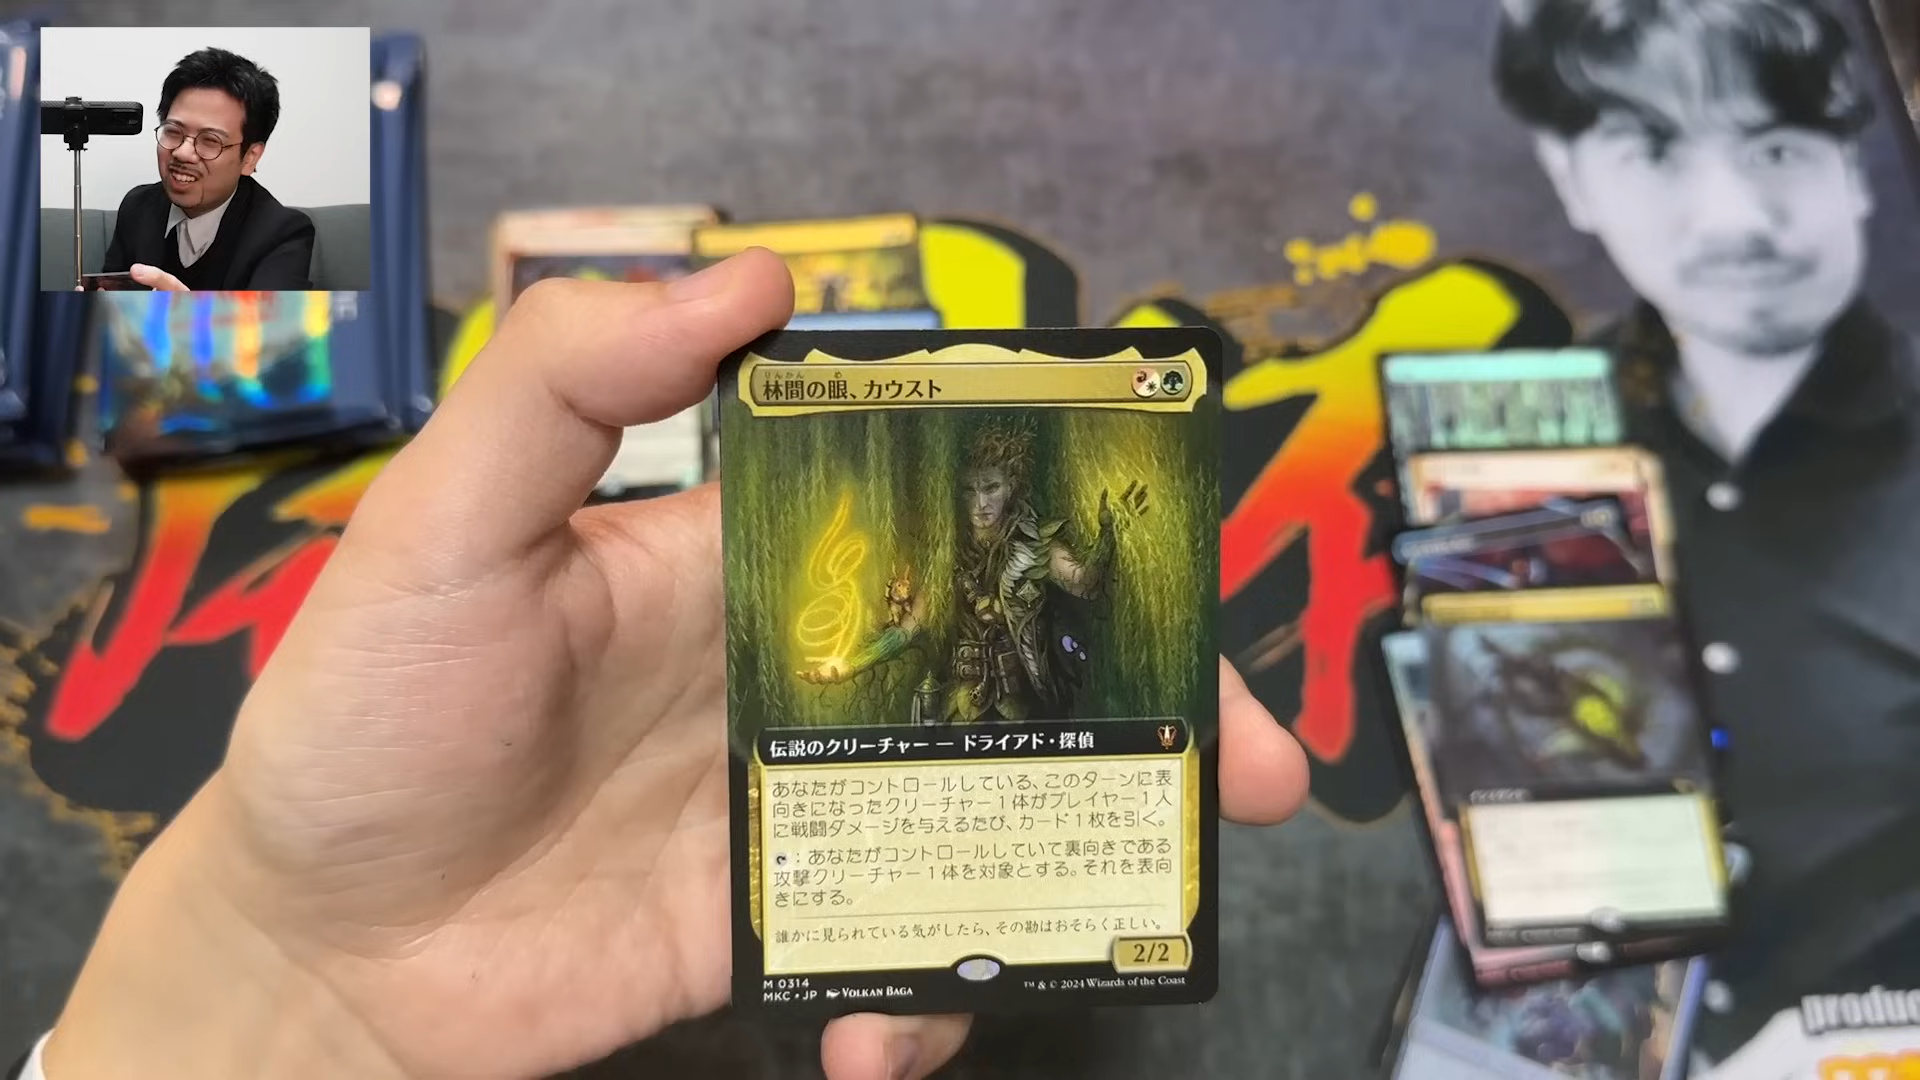 りんかん め
林間の眼、カウスト
伝説のクリーチャー — ドライアド・探偵
あなたがコントロールしている、このターンに表
向きになったクリーチャー1体がプレイヤー1人
に戦闘ダメージを与えるたび、カード1枚を引く。
:あなたがコントロールしていて裏向きである
攻撃クリーチャー1体を対象とする。それを表向
きにする。
誰かに見られている気がしたら、その勘はおそらく正しい。
2/2
M 0314
MKC • JP VOLKAN BAGA
™ & © 2024 Wizards of the Coast
produc